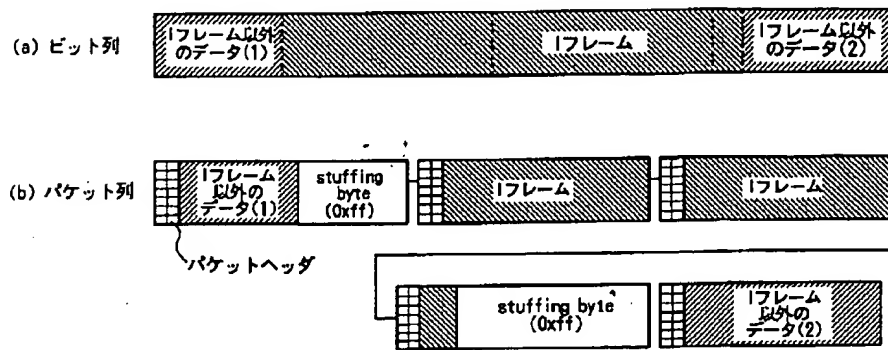 (a) ビット列
Iフレーム以外
のデータ(1)
Iフレーム
Iフレーム以外
のデータ(2)
(b) パケット列
Iフレーム
以外の
データ(1)
stuffing
byte
(0xff)
Iフレーム
Iフレーム
パケットヘッダ
stuffing byte
(0xff)
Iフレーム
以外の
データ(2)